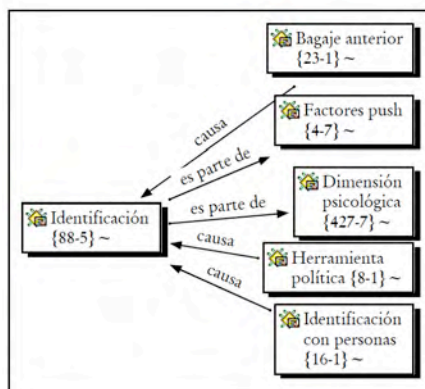 Bagaje anterior
{23-1} ~
causa
Factores push
{4-7} ~
es parte de
Dimensión
psicológica
{427-7} ~
es parte de
Identificación
{88-5} ~
causa
Herramienta
política {8-1} ~
causa
Identificación
con personas
{16-1} ~